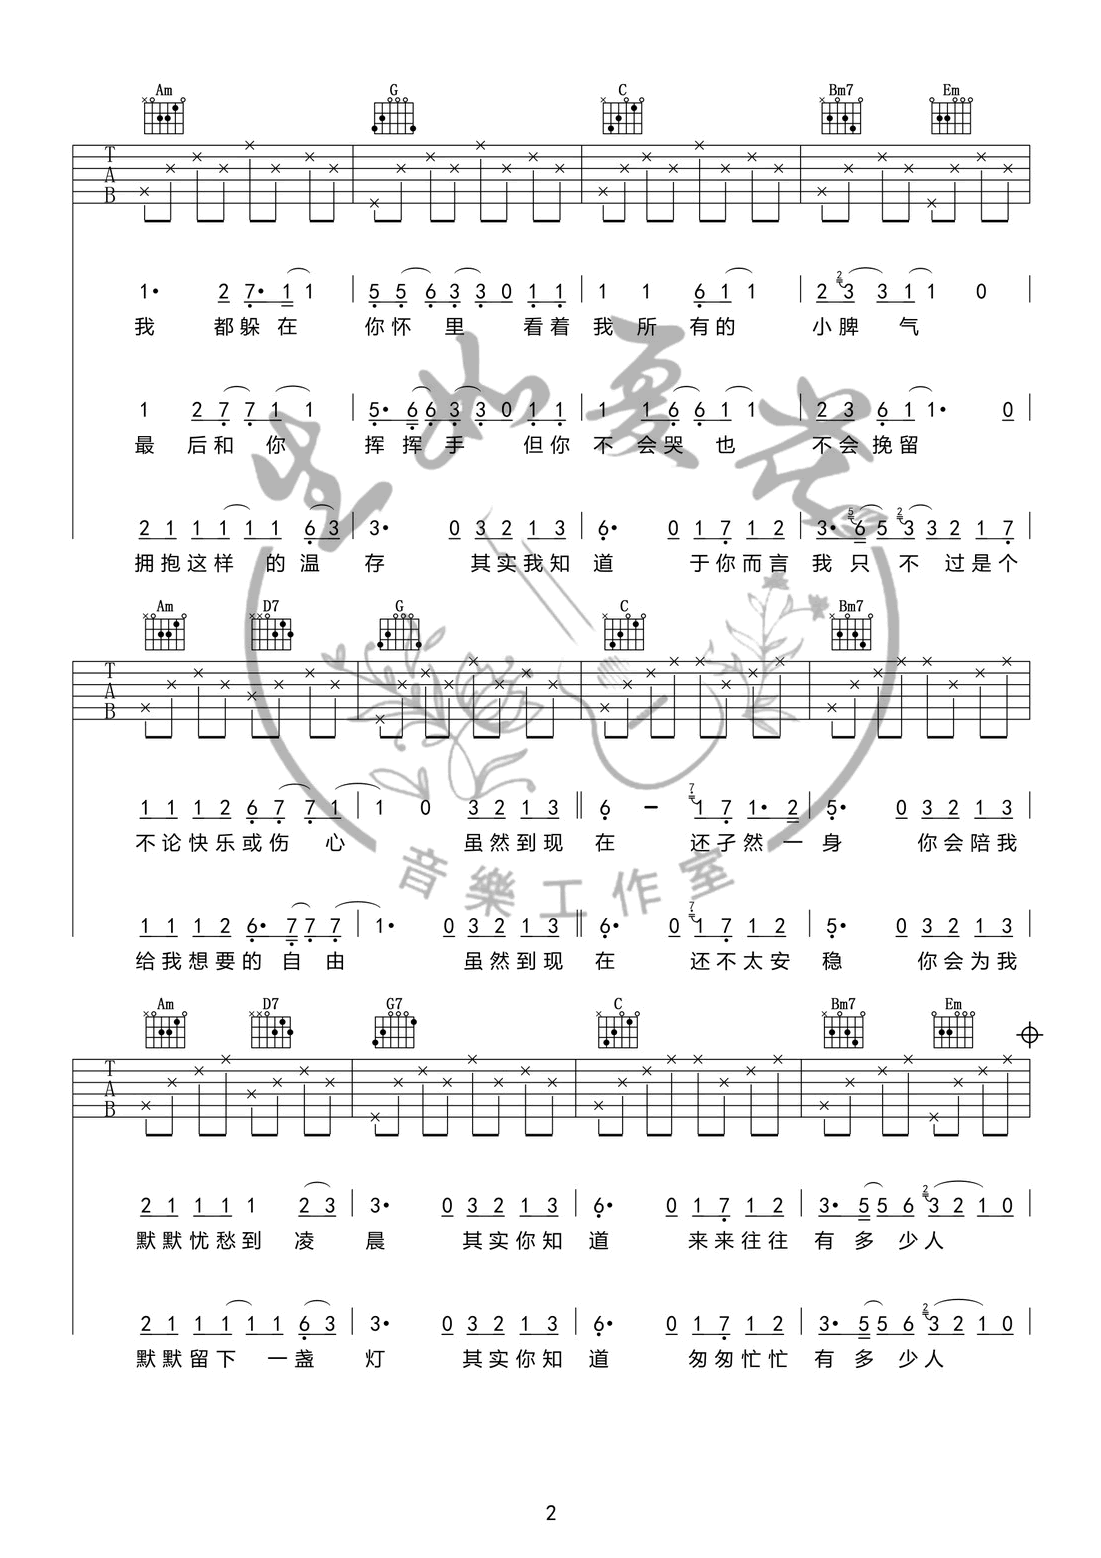 Am G C Bm7 Em
T
A
B
1• 2 7• 1 1 | 5 5 6 3 3 0 1 1 | 1 1 6 1 1 | 2 2 3 3 1 1 0 |
我 都躲在 你怀里 看着 我所有的 小脾气
1 2 7 7 1 1 | 5• 6 6 3 3 0 1 1 | 1 1 6 6 1 1 | 2 3 6 1 1• 0 |
最后和你 挥挥手 但你 不会哭也 不会挽留
2 1 1 1 1 1 6 3 | 3• 0 3 2 1 3 | 6• 0 1 7 1 2 | 3• 5 6 5 2 3 3 2 1 7 |
拥抱这样的温 存 其实我知 道 于你而言 我只不过是个
Am D7 G C Bm7
T
A
B
1 1 1 2 6 7 7 1 | 1 0 3 2 1 3 || 6 – 7 1 7 1• 2 | 5• 0 3 2 1 3 |
不论快乐或伤心 虽然到现 在 还孑然一 身 你会陪我
1 1 1 2 6• 7 7 7 | 1• 0 3 2 1 3 || 6• 0 7 1 7 1 2 | 5• 0 3 2 1 3 |
给我想要的自由 虽然到现 在 还不太安 稳 你会为我
Am D7 G7 C Bm7 Em
T
A
B
2 1 1 1 1 2 3 | 3• 0 3 2 1 3 | 6• 0 1 7 1 2 | 3• 5 5 6 2 3 2 1 0 |
默默忧愁到凌 晨 其实你知 道 来来往往 有多少人
2 1 1 1 1 1 6 3 | 3• 0 3 2 1 3 | 6• 0 1 7 1 2 | 3• 5 5 6 2 3 2 1 0 |
默默留下一盏 灯 其实你知 道 匆匆忙忙 有多少人
生如夏花
音樂工作室
2